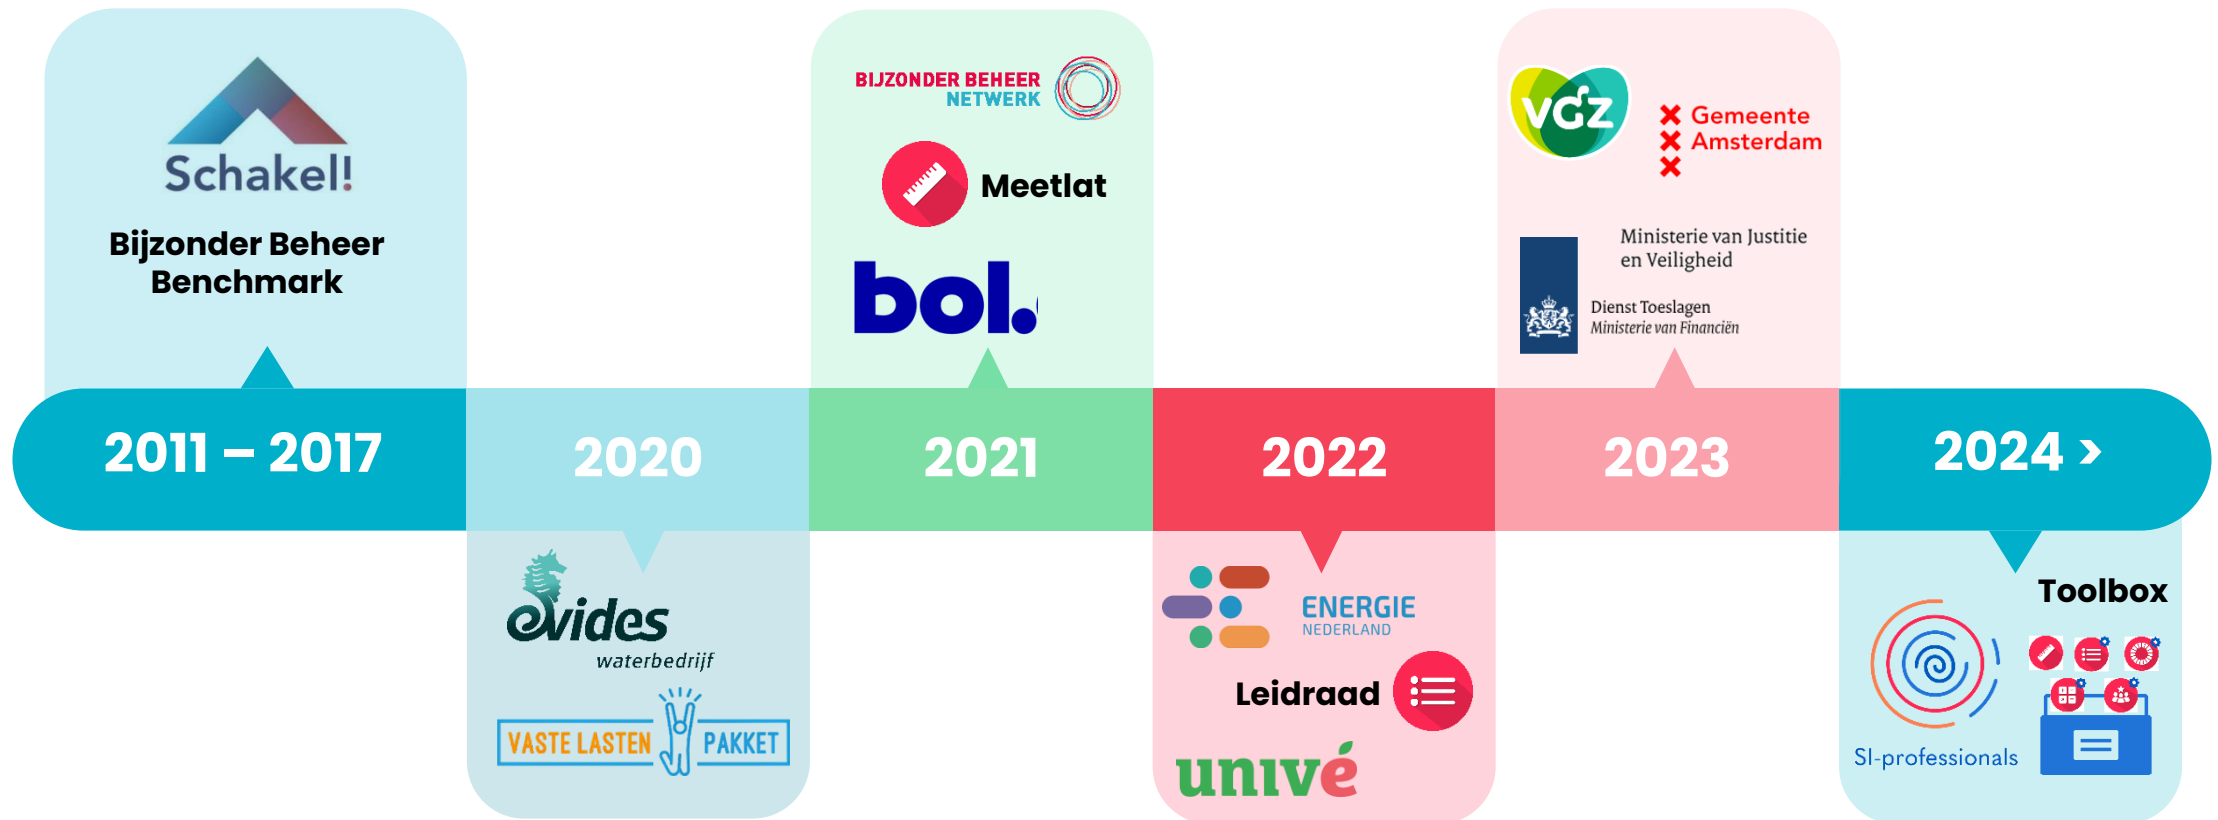 Schakel!
Bijzonder Beheer
Benchmark
2011 – 2017
2020
evides
waterbedrijf
VASTE LASTEN PAKKET
BIJZONDER BEHEER
NETWERK
Meetlat
bol.
2021
2022
ENERGIE
NEDERLAND
Leidraad
univé
VGZ
Gemeente
Amsterdam
Ministerie van Justitie
en Veiligheid
Dienst Toeslagen
Ministerie van Financiën
2023
2024 >
Toolbox
SI-professionals